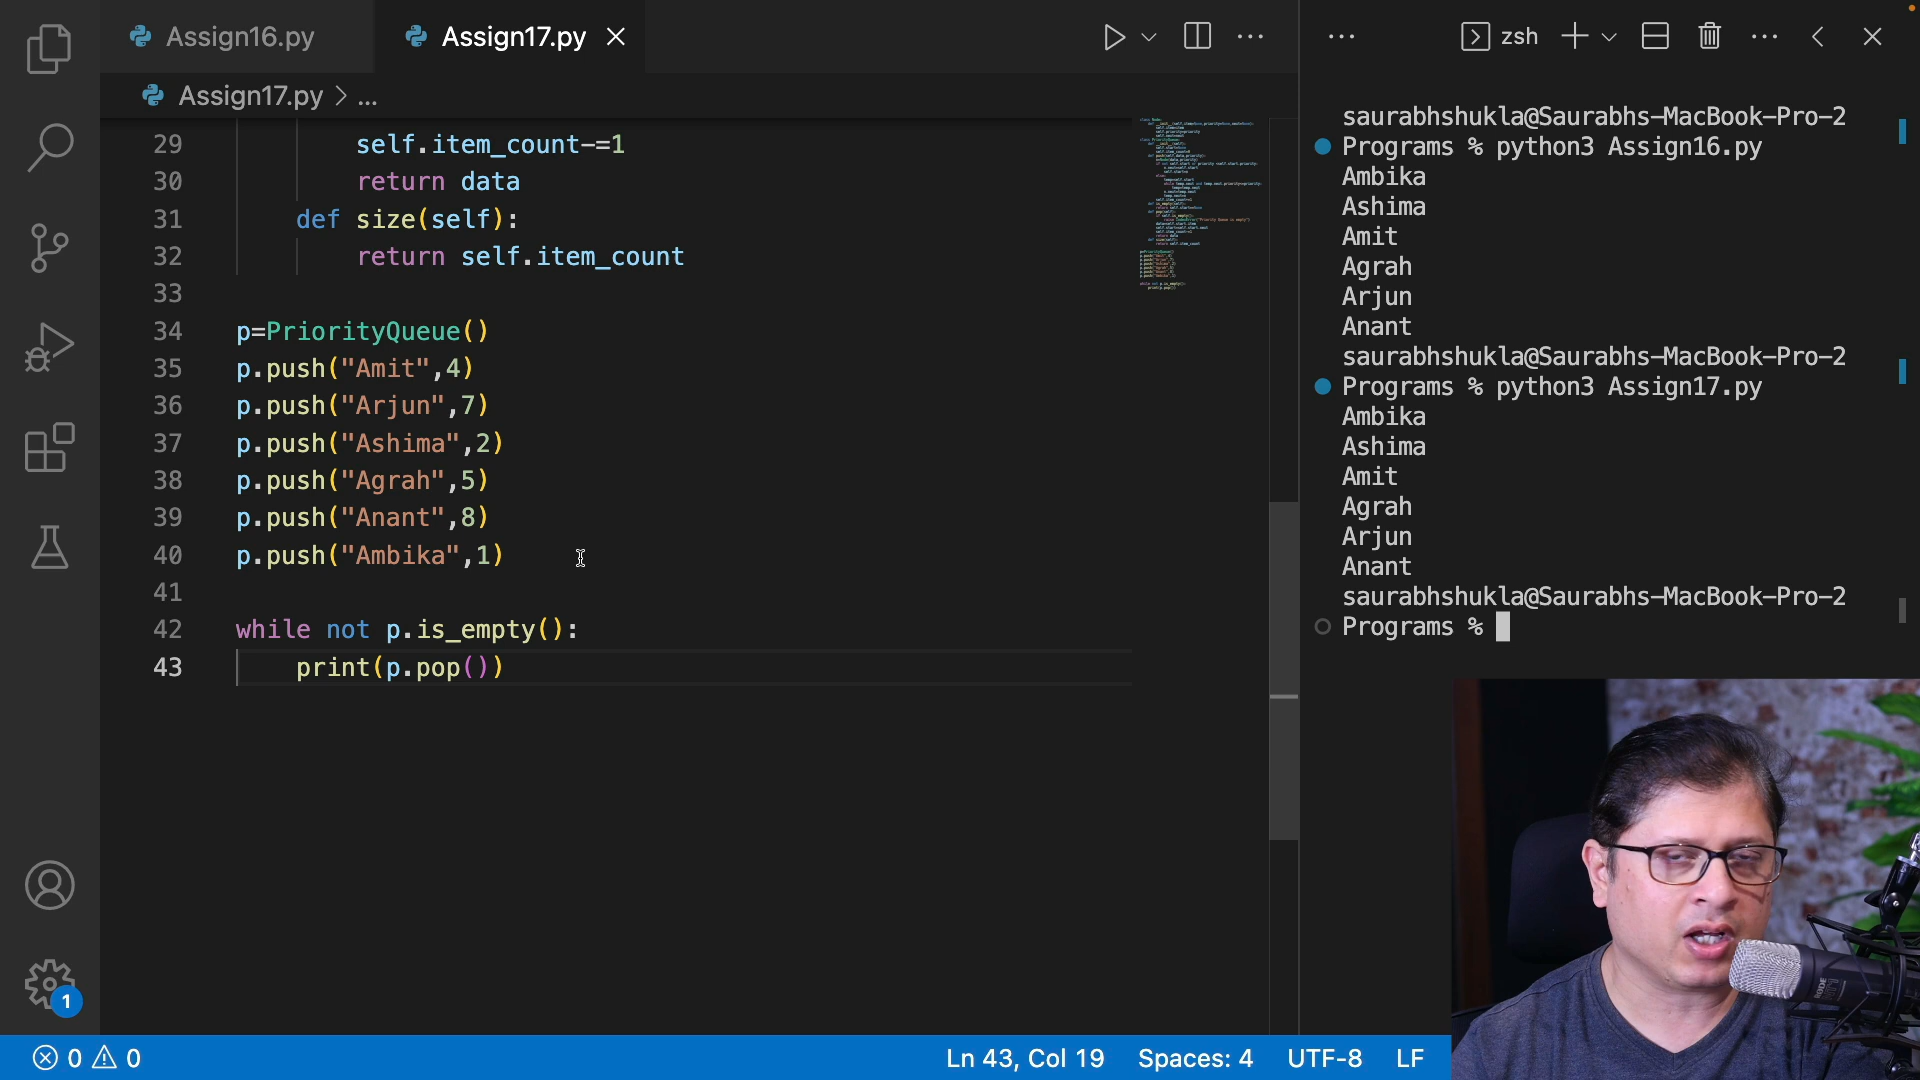 Assign16.py
Assign17.py
zsh
Assign17.py > ...
29 self.item_count-=1
30 return data
31 def size(self):
32 return self.item_count
33
34 p=PriorityQueue()
35 p.push("Amit",4)
36 p.push("Arjun",7)
37 p.push("Ashima",2)
38 p.push("Agrah",5)
39 p.push("Anant",8)
40 p.push("Ambika",1)
41
42 while not p.is_empty():
43 print(p.pop())
saurabhshukla@Saurabhs-MacBook-Pro-2
Programs % python3 Assign16.py
Ambika
Ashima
Amit
Agrah
Arjun
Anant
saurabhshukla@Saurabhs-MacBook-Pro-2
Programs % python3 Assign17.py
Ambika
Ashima
Amit
Agrah
Arjun
Anant
saurabhshukla@Saurabhs-MacBook-Pro-2
Programs %
1
0 0
Ln 43, Col 19 Spaces: 4 UTF-8 LF
RODE